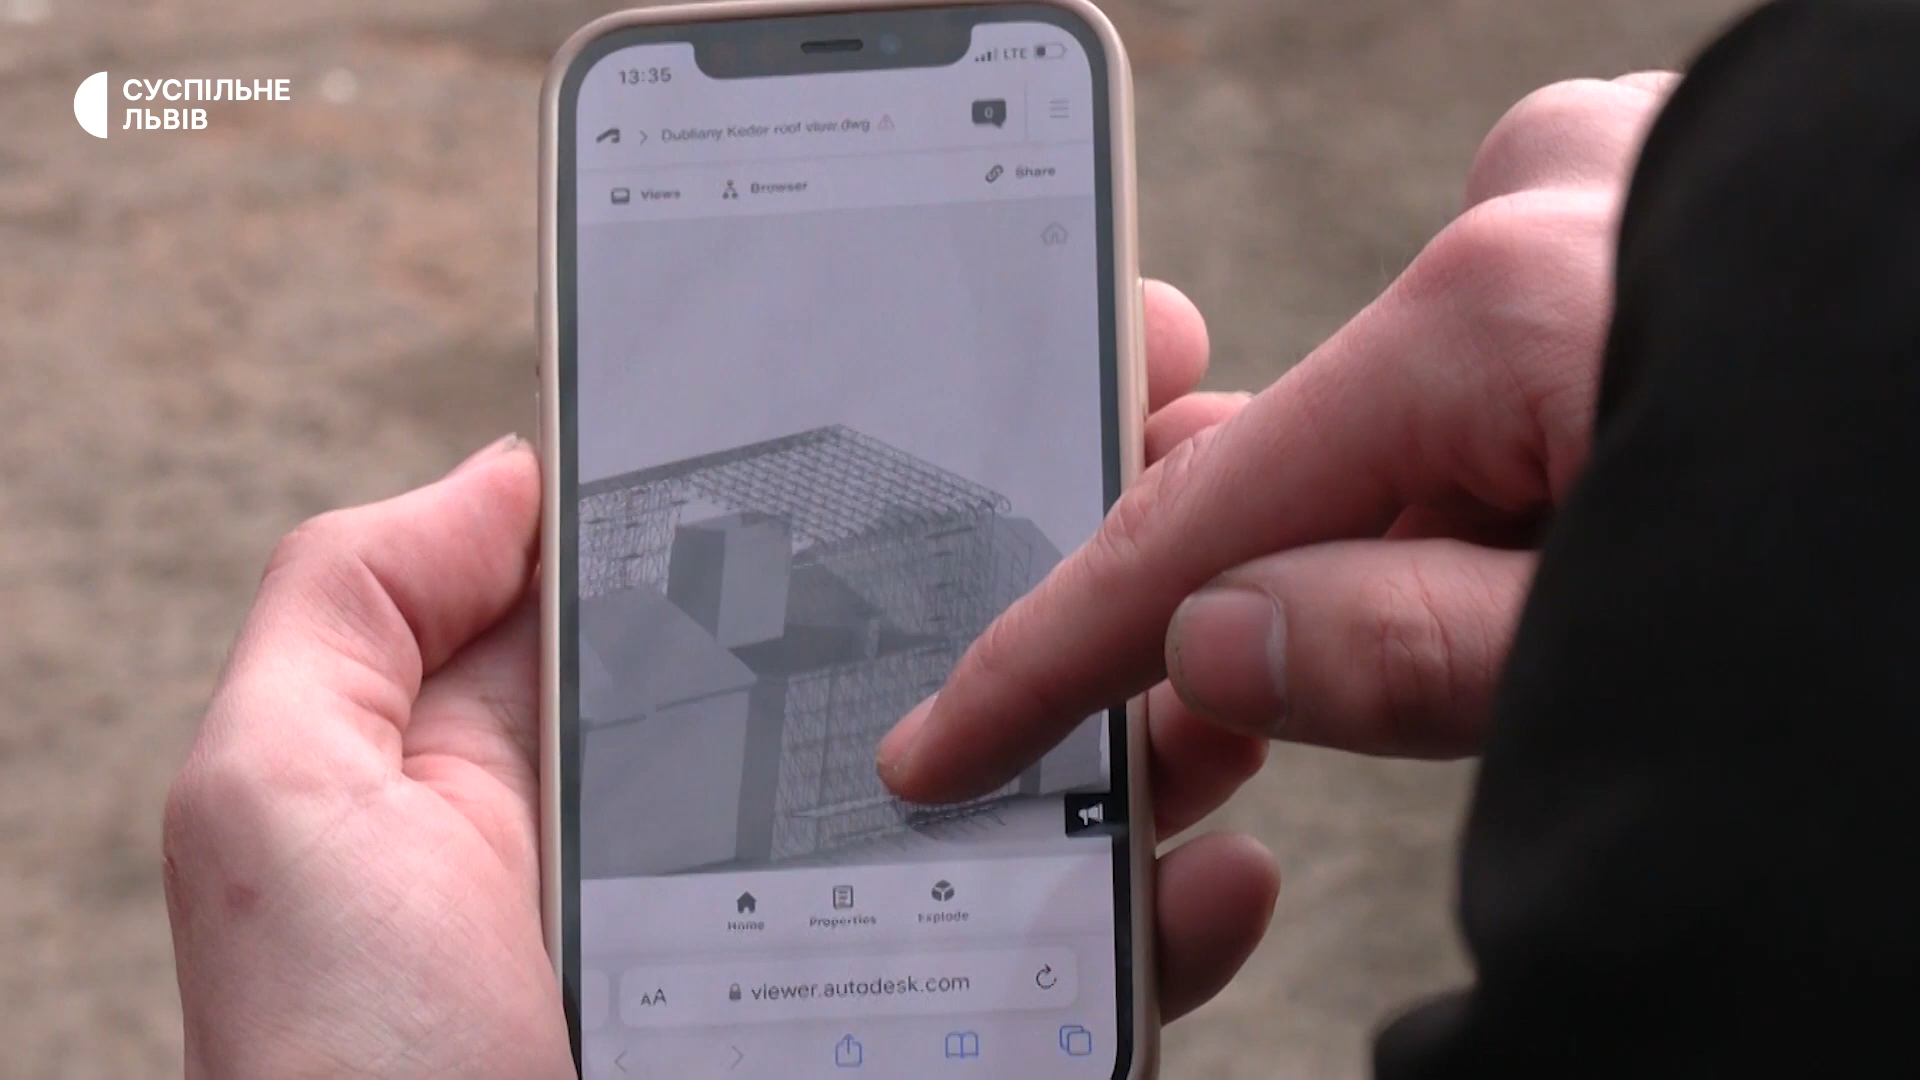 СУСПІЛЬНЕ
ЛЬВІВ
13:35
LTE
Dubliany Kedor roof view.dwg
0
Views
Browser
Share
Home
Properties
Explode
AA
viewer.autodesk.com